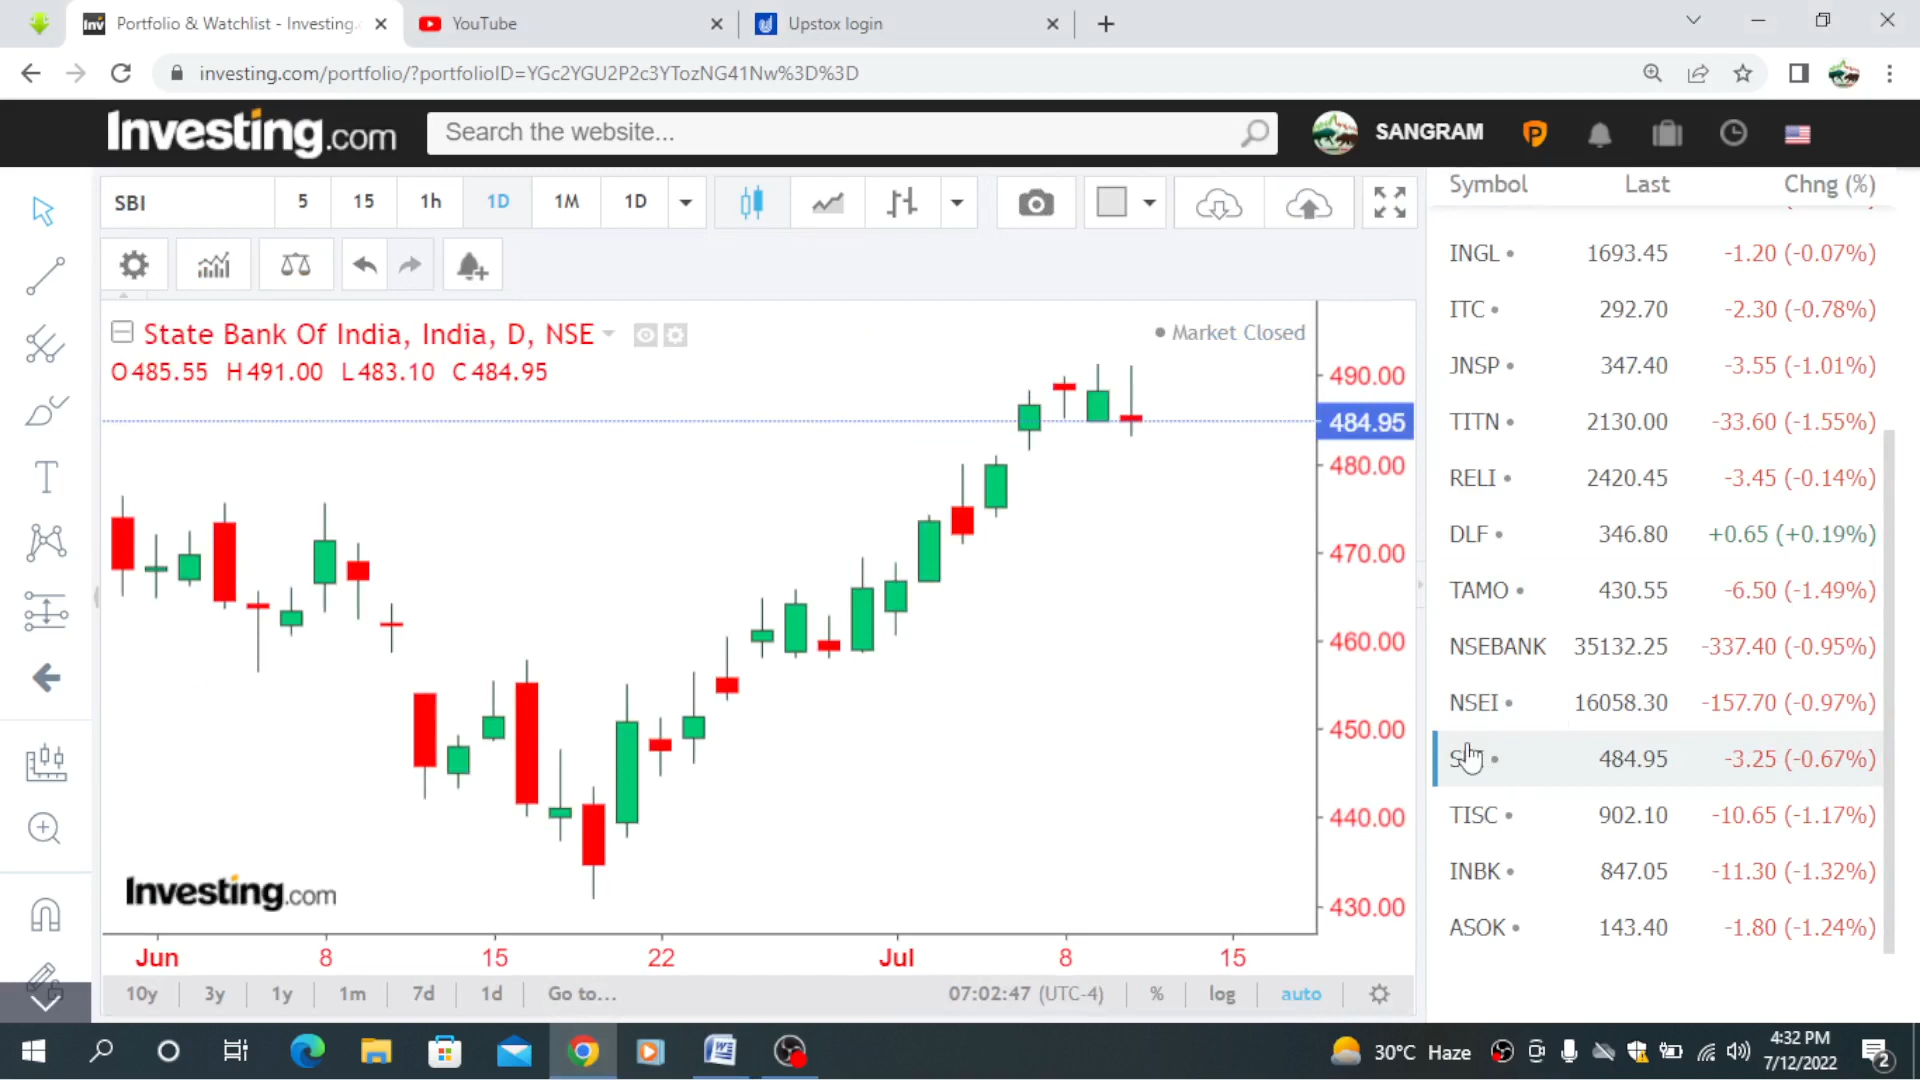 Portfolio & Watchlist - Investing.
YouTube
Upstox login
investing.com/portfolio/?portfolioID=YGc2YGU2P2c3YTozNG41Nw%3D%3D
Investing.com
Search the website...
SANGRAM
P
SBI
5
15
1h
1D
1M
1D
Symbol Last Chng (%)
State Bank Of India, India, D, NSE
Market Closed
O485.55 H491.00 L483.10 C484.95
INGL 1693.45 -1.20 (-0.07%)
ITC 292.70 -2.30 (-0.78%)
JNSP 347.40 -3.55 (-1.01%)
TITN 2130.00 -33.60 (-1.55%)
RELI 2420.45 -3.45 (-0.14%)
DLF 346.80 +0.65 (+0.19%)
TAMO 430.55 -6.50 (-1.49%)
NSEBANK 35132.25 -337.40 (-0.95%)
NSEI 16058.30 -157.70 (-0.97%)
484.95 -3.25 (-0.67%)
TISC 902.10 -10.65 (-1.17%)
INBK 847.05 -11.30 (-1.32%)
ASOK 143.40 -1.80 (-1.24%)
490.00
484.95
480.00
470.00
460.00
450.00
440.00
430.00
Investing.com
Jun 8 15 22 Jul 8 15
10y 3y 1y 1m 7d 1d Go to... 07:02:47 (UTC-4) % log auto
30°C Haze
4:32 PM
7/12/2022
2